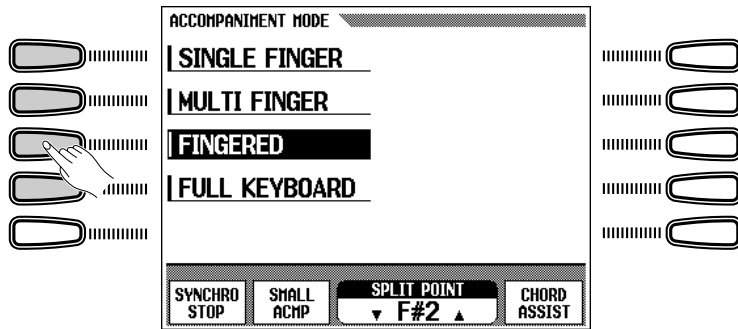 ACCOMPANIMENT MODE
SINGLE FINGER
MULTI FINGER
FINGERED
FULL KEYBOARD
SYNCHRO
STOP
SMALL
ACMP
SPLIT POINT
▼ F#2 ▲
CHORD
ASSIST